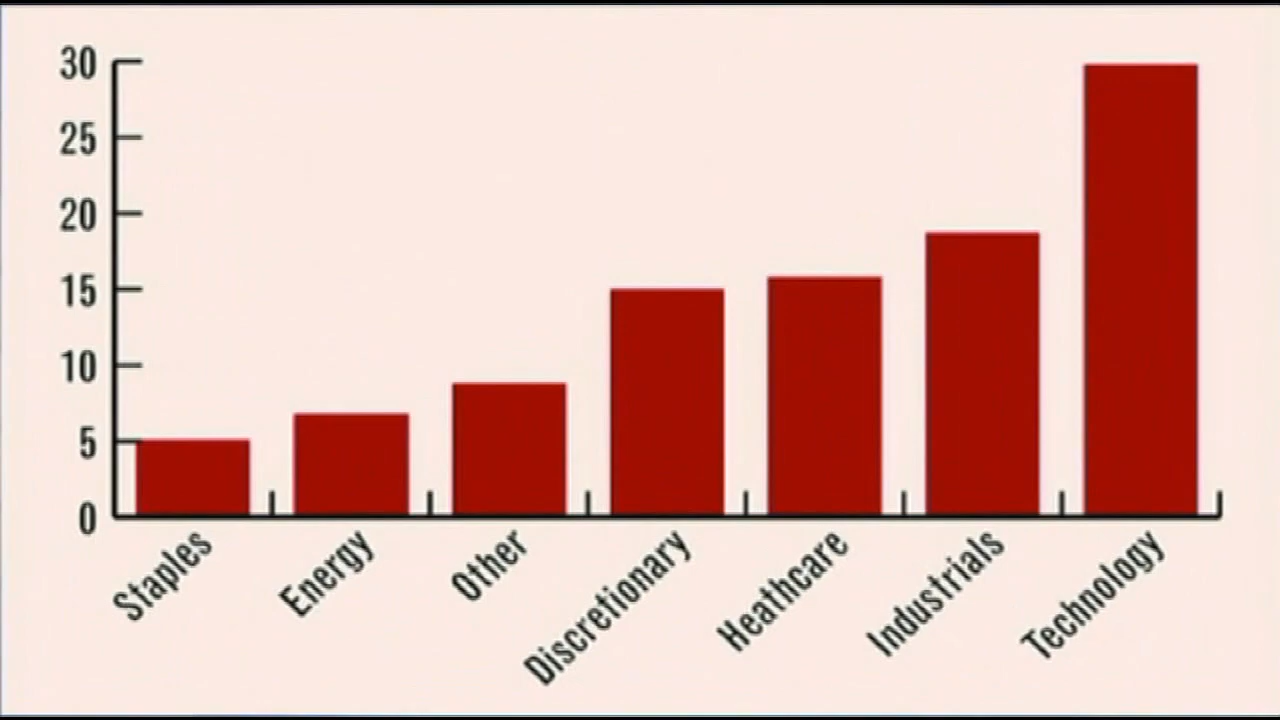 30
25
20
15
10
5
0
Staples
Energy
Other
Discretionary
Heathcare
Industrials
Technology